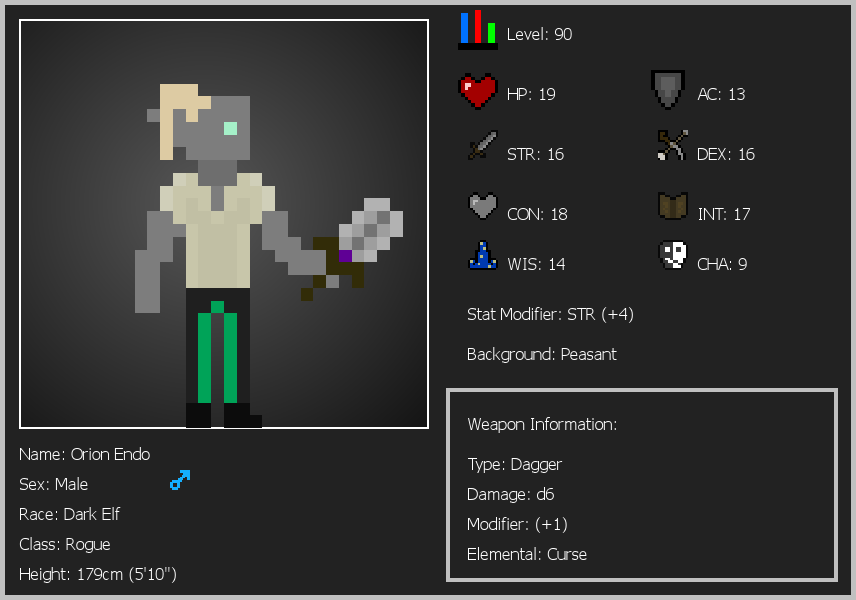 Level: 90
HP: 19
AC: 13
STR: 16
DEX: 16
CON: 18
INT: 17
WIS: 14
CHA: 9
Stat Modifier: STR (+4)
Background: Peasant
Weapon Information:
Type: Dagger
Damage: d6
Modifier: (+1)
Elemental: Curse
Name: Orion Endo
Sex: Male
Race: Dark Elf
Class: Rogue
Height: 179cm (5'10")